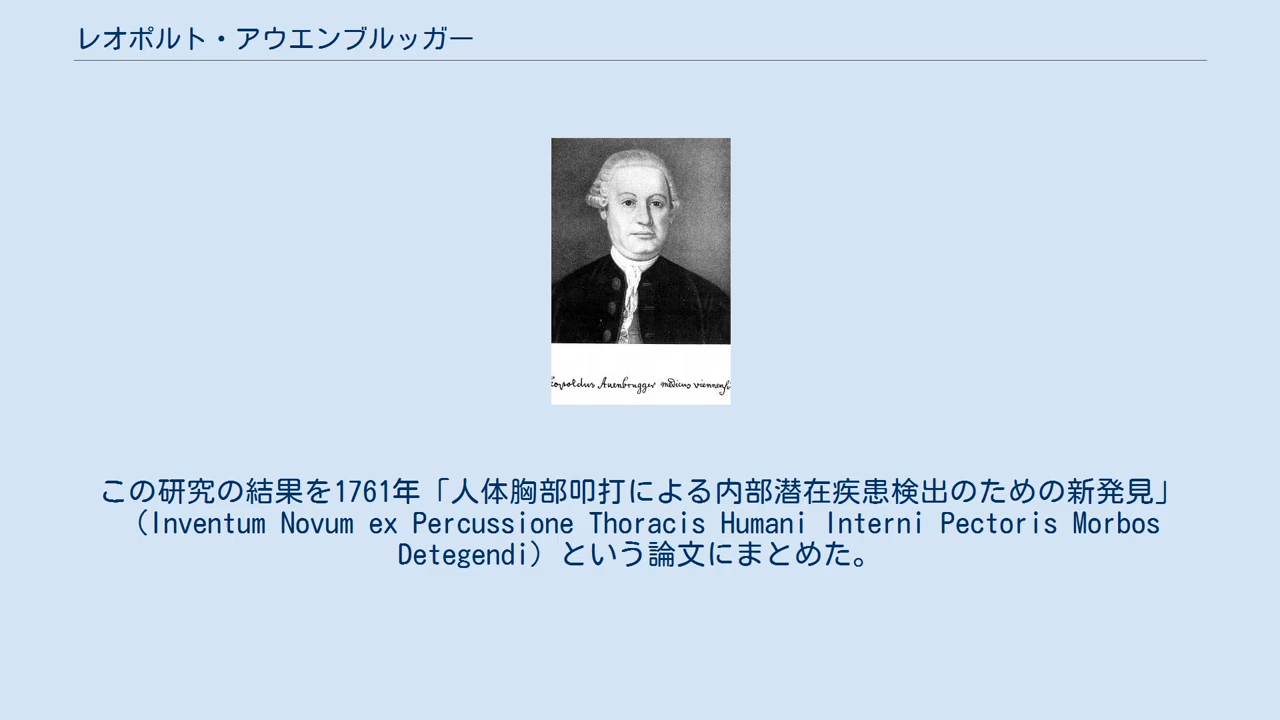 レオポルト・アウエンブルッガー
Leopoldus Auenbrugger medicus viennensis
この研究の結果を1761年「人体胸部叩打による内部潜在疾患検出のための新発見」
（Inventum Novum ex Percussione Thoracis Humani Interni Pectoris Morbos
Detegendi）という論文にまとめた。